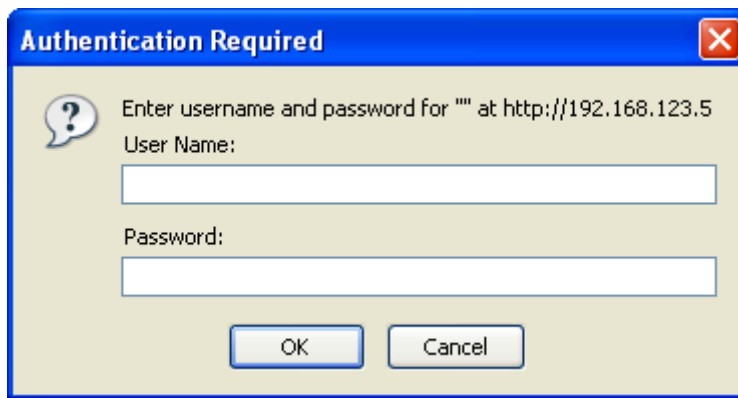 Authentication Required
Enter username and password for "" at http://192.168.123.5
User Name:
Password:
OK
Cancel